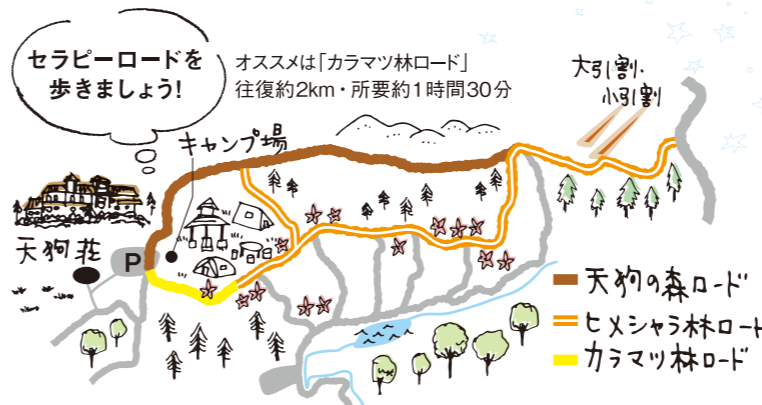 セラピーロードを
歩きましょう!
オススメは「カラマツ林ロード」
往復約2km・所要約1時間30分
大引割・
小引割
キャンプ場
天狗荘
P
天狗の森ロード
ヒメシャラ林ロード
カラマツ林ロード